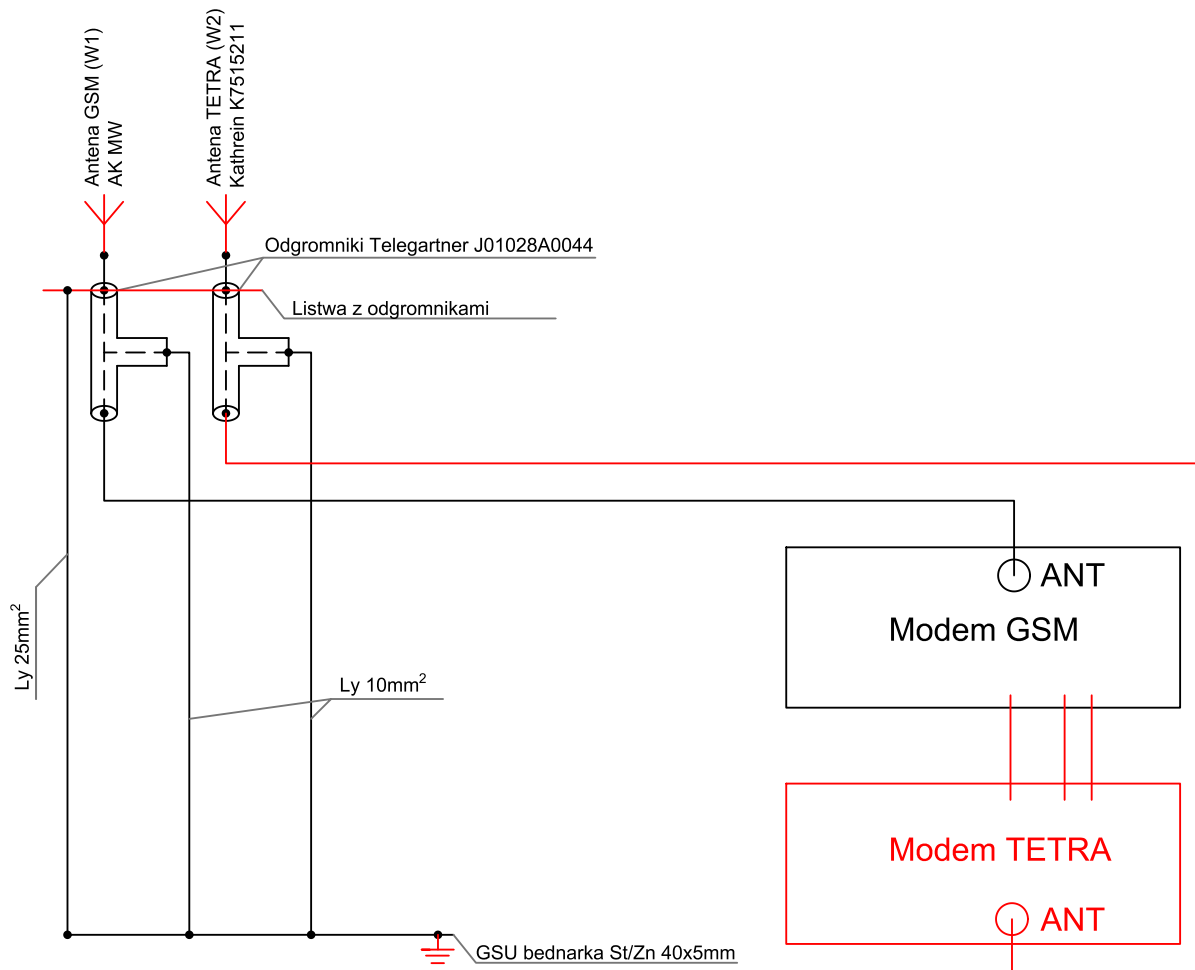 Antena GSM (W1)
AK MW
Antena TETRA (W2)
Kathrein K7515211
Odgromniki Telegartner J01028A0044
Listwa z odgromnikami
ANT
Modem GSM
Ly 25mm²
Ly 10mm²
Modem TETRA
ANT
GSU bednarka St/Zn 40x5mm